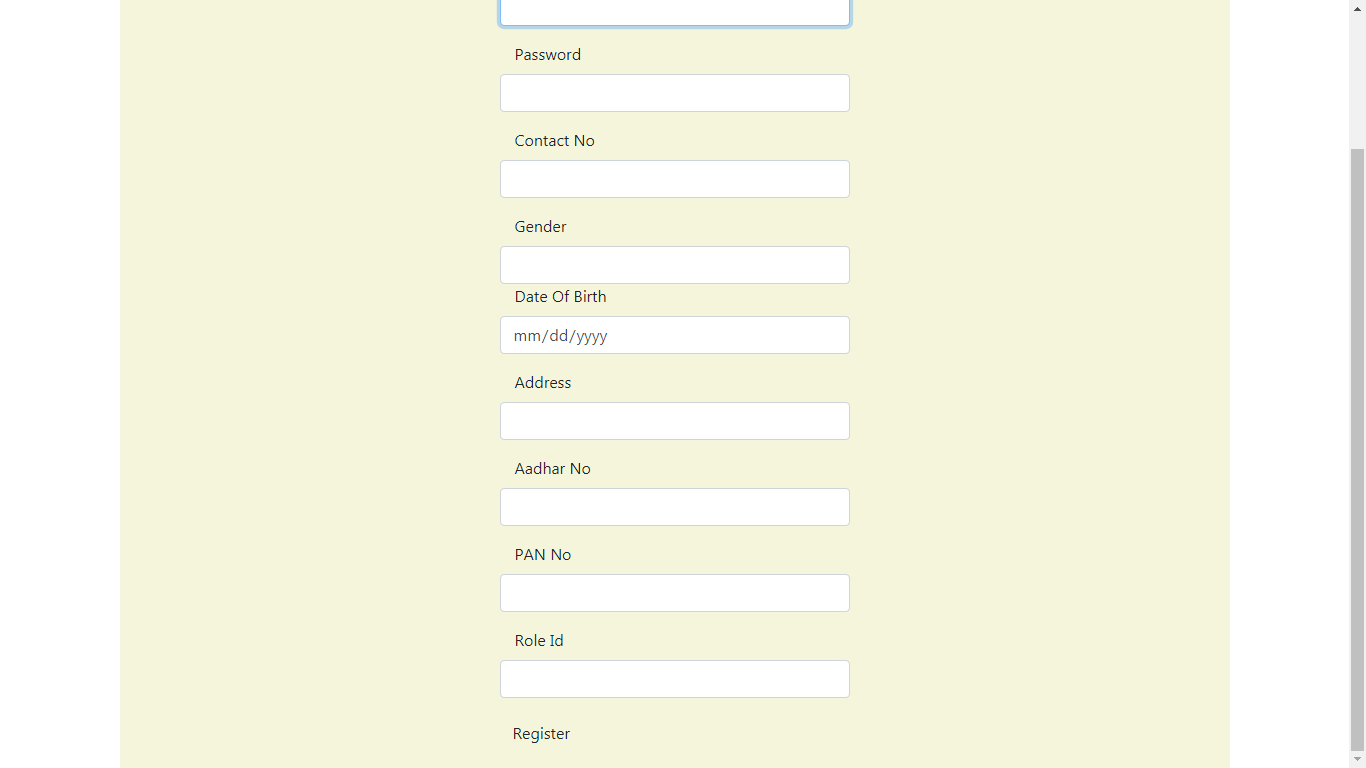 Password
Contact No
Gender
Date Of Birth
mm/dd/yyyy
Address
Aadhar No
PAN No
Role Id
Register